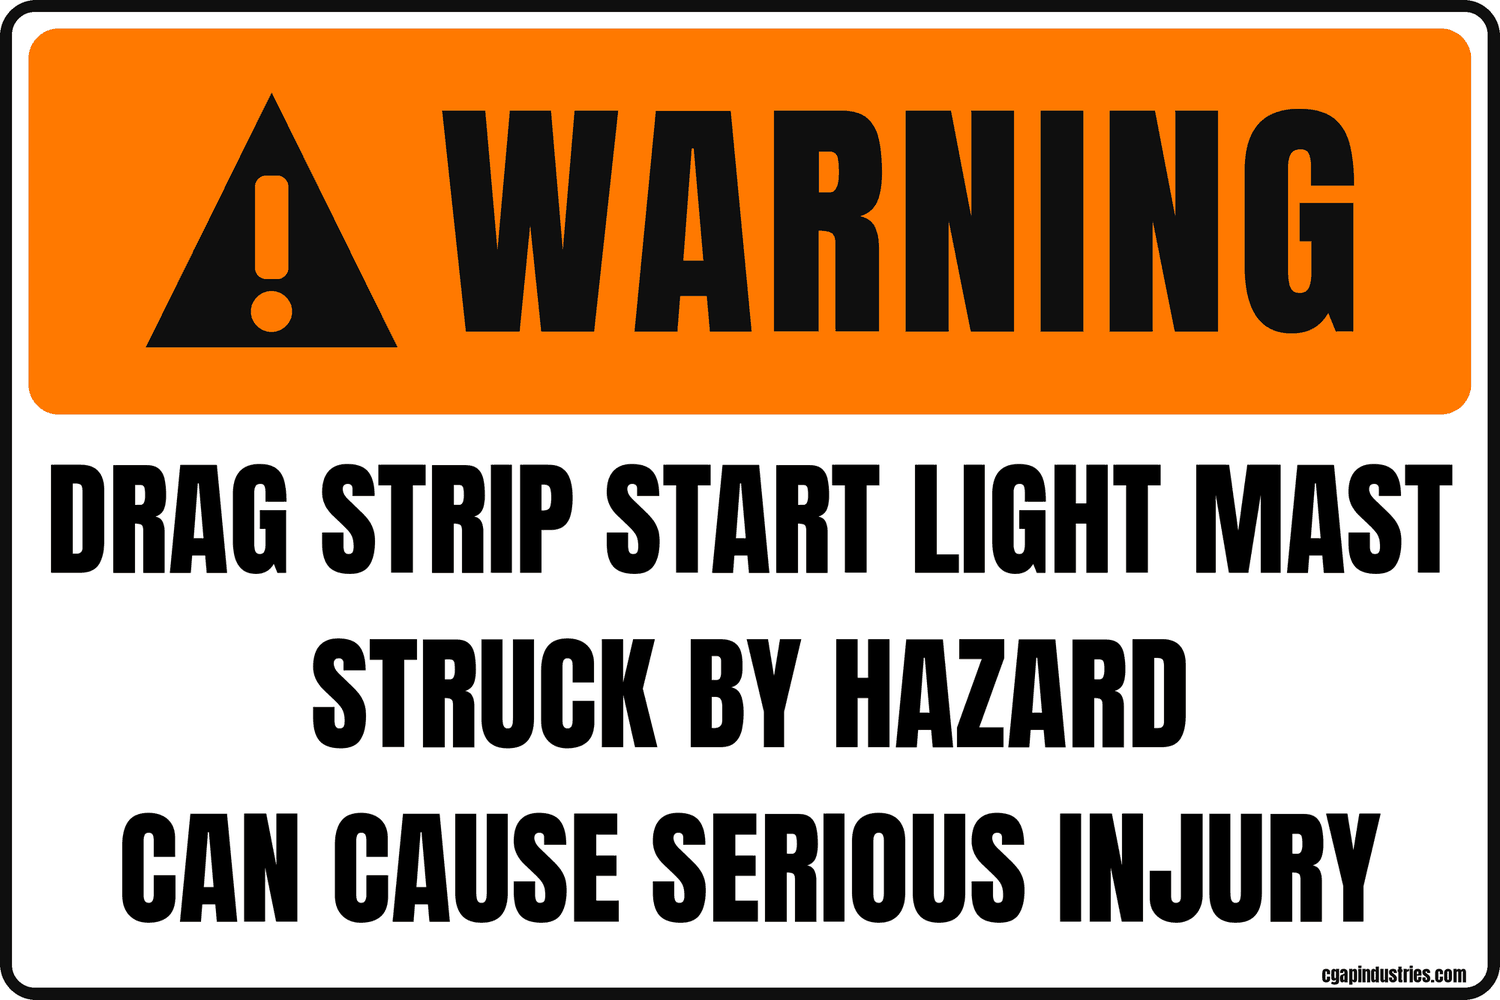 WARNING
DRAG STRIP START LIGHT MAST
STRUCK BY HAZARD
CAN CAUSE SERIOUS INJURY
cgapindustries.com